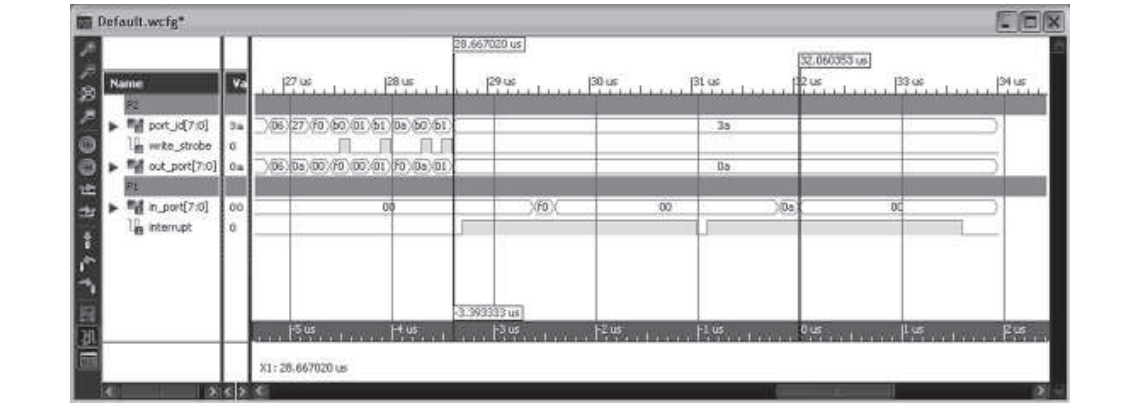 Default.wcfg*
28.667020 us
32.060353 us
Name Va
27 us 28 us 29 us 30 us 31 us 32 us 33 us 34 us
P2
port_id[7:0] 3a 06 27 f0 b0 01 b1 0a b0 b1 3a
write_strobe 0
out_port[7:0] 0a 06 0a 00 f0 00 01 f0 0a 01 0a
P1
in_port[7:0] 00 00 f0 00 0a 00
interrupt 0
-3.393333 us
-5 us -4 us -3 us -2 us -1 us 0 us 1 us 2 us
X1: 28.667020 us